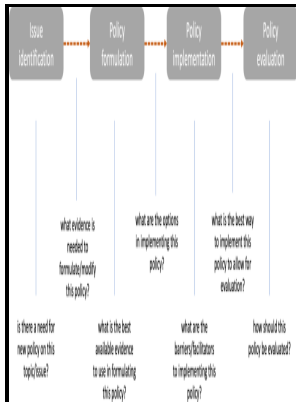 Issue
identification
Policy
formulation
Policy
implementation
Policy
evaluation
what evidence is
needed to
formulate/modify
this policy?
what are the options
in implementing this
policy?
what is the best way
to implement this
policy to allow for
evaluation?
is there a need for
new policy on this
topic/issue?
what is the best
available evidence
to use in formulating
this policy?
what are the
barriers/facilitators
to implementing this
policy?
how should this
policy be evaluated?